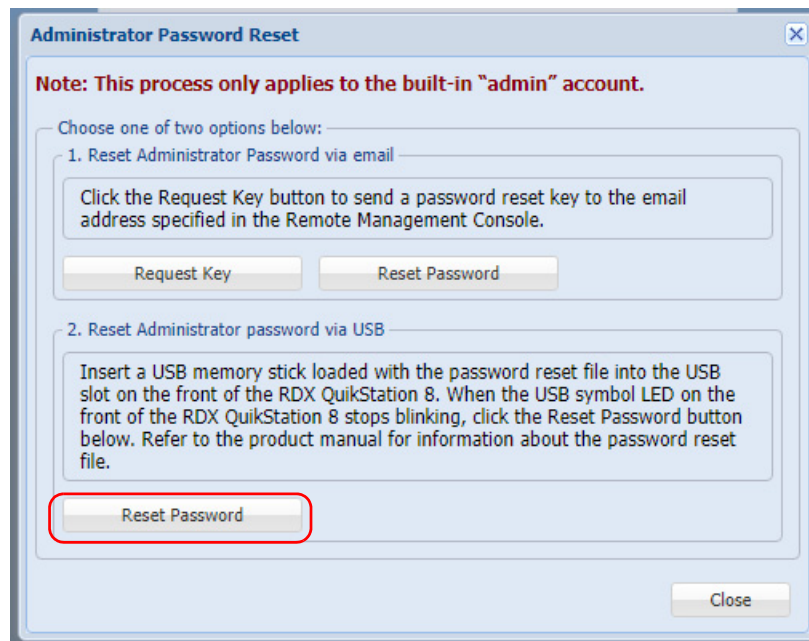 Administrator Password Reset
Note: This process only applies to the built-in “admin” account.
Choose one of two options below:
1. Reset Administrator Password via email
Click the Request Key button to send a password reset key to the email
address specified in the Remote Management Console.
Request Key
Reset Password
2. Reset Administrator password via USB
Insert a USB memory stick loaded with the password reset file into the USB
slot on the front of the RDX QuikStation 8. When the USB symbol LED on the
front of the RDX QuikStation 8 stops blinking, click the Reset Password button
below. Refer to the product manual for information about the password reset
file.
Reset Password
Close